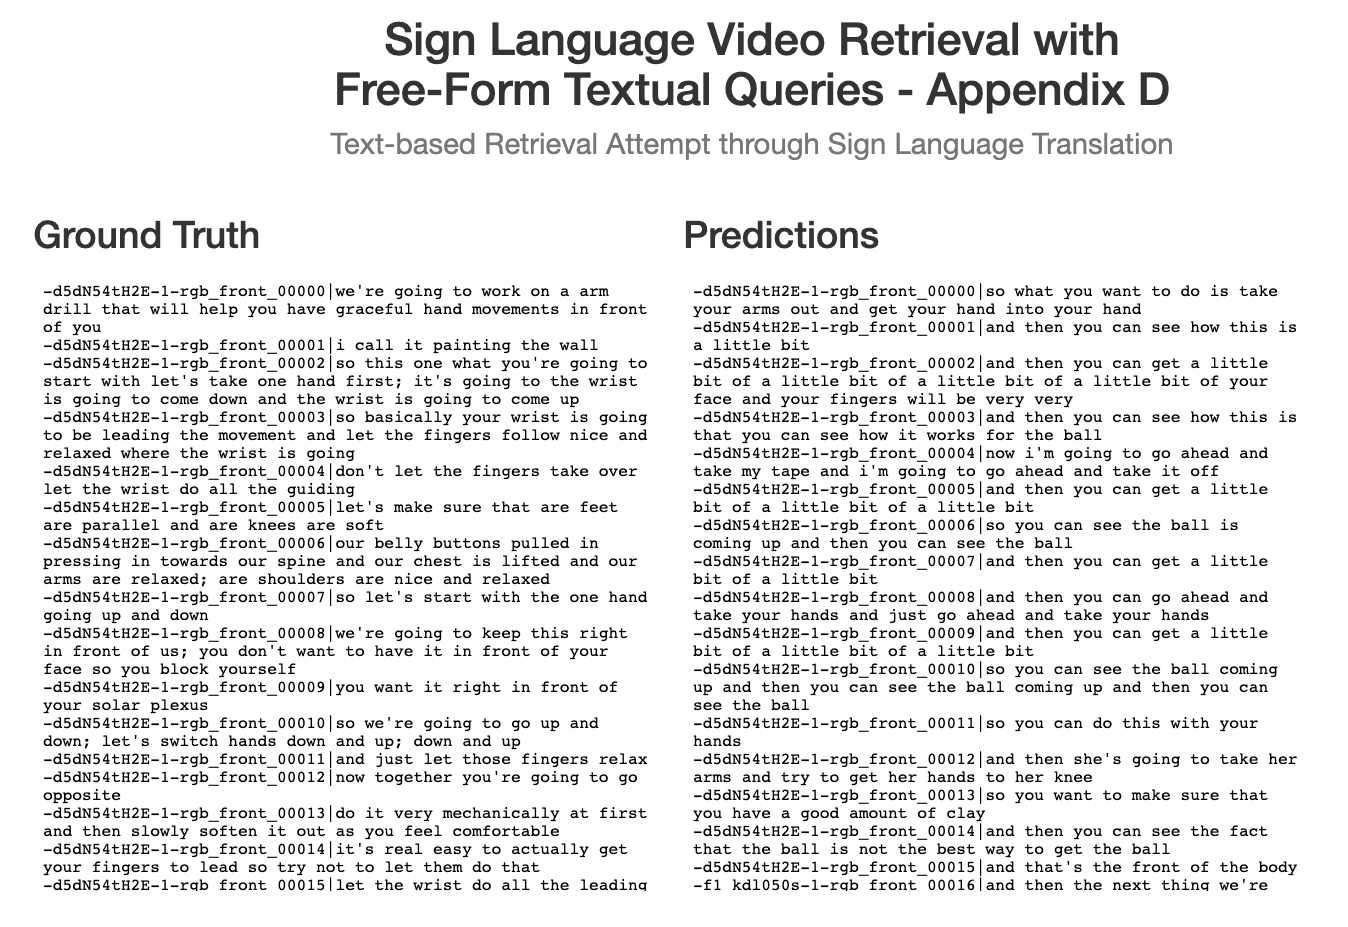 Sign Language Video Retrieval with
Free-Form Textual Queries - Appendix D
Text-based Retrieval Attempt through Sign Language Translation
Ground Truth
-d5dN54tH2E-1-rgb_front_00000|we're going to work on a arm
drill that will help you have graceful hand movements in front
of you
-d5dN54tH2E-1-rgb_front_00001|i call it painting the wall
-d5dN54tH2E-1-rgb_front_00002|so this one what you're going to
start with let's take one hand first; it's going to the wrist
is going to come down and the wrist is going to come up
-d5dN54tH2E-1-rgb_front_00003|so basically your wrist is going
to be leading the movement and let the fingers follow nice and
relaxed where the wrist is going
-d5dN54tH2E-1-rgb_front_00004|don't let the fingers take over
let the wrist do all the guiding
-d5dN54tH2E-1-rgb_front_00005|let's make sure that are feet
are parallel and are knees are soft
-d5dN54tH2E-1-rgb_front_00006|our belly buttons pulled in
pressing in towards our spine and our chest is lifted and our
arms are relaxed; are shoulders are nice and relaxed
-d5dN54tH2E-1-rgb_front_00007|so let's start with the one hand
going up and down
-d5dN54tH2E-1-rgb_front_00008|we're going to keep this right
in front of us; you don't want to have it in front of your
face so you block yourself
-d5dN54tH2E-1-rgb_front_00009|you want it right in front of
your solar plexus
-d5dN54tH2E-1-rgb_front_00010|so we're going to go up and
down; let's switch hands down and up; down and up
-d5dN54tH2E-1-rgb_front_00011|and just let those fingers relax
-d5dN54tH2E-1-rgb_front_00012|now together you're going to go
opposite
-d5dN54tH2E-1-rgb_front_00013|do it very mechanically at first
and then slowly soften it out as you feel comfortable
-d5dN54tH2E-1-rgb_front_00014|it's real easy to actually get
your fingers to lead so try not to let them do that
-d5dN54tH2E-1-rgb_front_00015|let the wrist do all the leading
Predictions
-d5dN54tH2E-1-rgb_front_00000|so what you want to do is take
your arms out and get your hand into your hand
-d5dN54tH2E-1-rgb_front_00001|and then you can see how this is
a little bit
-d5dN54tH2E-1-rgb_front_00002|and then you can get a little
bit of a little bit of a little bit of a little bit of your
face and your fingers will be very very
-d5dN54tH2E-1-rgb_front_00003|and then you can see how this is
that you can see how it works for the ball
-d5dN54tH2E-1-rgb_front_00004|now i'm going to go ahead and
take my tape and i'm going to go ahead and take it off
-d5dN54tH2E-1-rgb_front_00005|and then you can get a little
bit of a little bit of a little bit
-d5dN54tH2E-1-rgb_front_00006|so you can see the ball is
coming up and then you can see the ball
-d5dN54tH2E-1-rgb_front_00007|and then you can get a little
bit of a little bit
-d5dN54tH2E-1-rgb_front_00008|and then you can go ahead and
take your hands and just go ahead and take your hands
-d5dN54tH2E-1-rgb_front_00009|and then you can get a little
bit of a little bit of a little bit
-d5dN54tH2E-1-rgb_front_00010|so you can see the ball coming
up and then you can see the ball coming up and then you can
see the ball
-d5dN54tH2E-1-rgb_front_00011|so you can do this with your
hands
-d5dN54tH2E-1-rgb_front_00012|and then she's going to take her
arms and try to get her hands to her knee
-d5dN54tH2E-1-rgb_front_00013|so you want to make sure that
you have a good amount of clay
-d5dN54tH2E-1-rgb_front_00014|and then you can see the fact
that the ball is not the best way to get the ball
-d5dN54tH2E-1-rgb_front_00015|and that's the front of the body
-f1_kdl050s-1-rgb_front_00016|and then the next thing we're